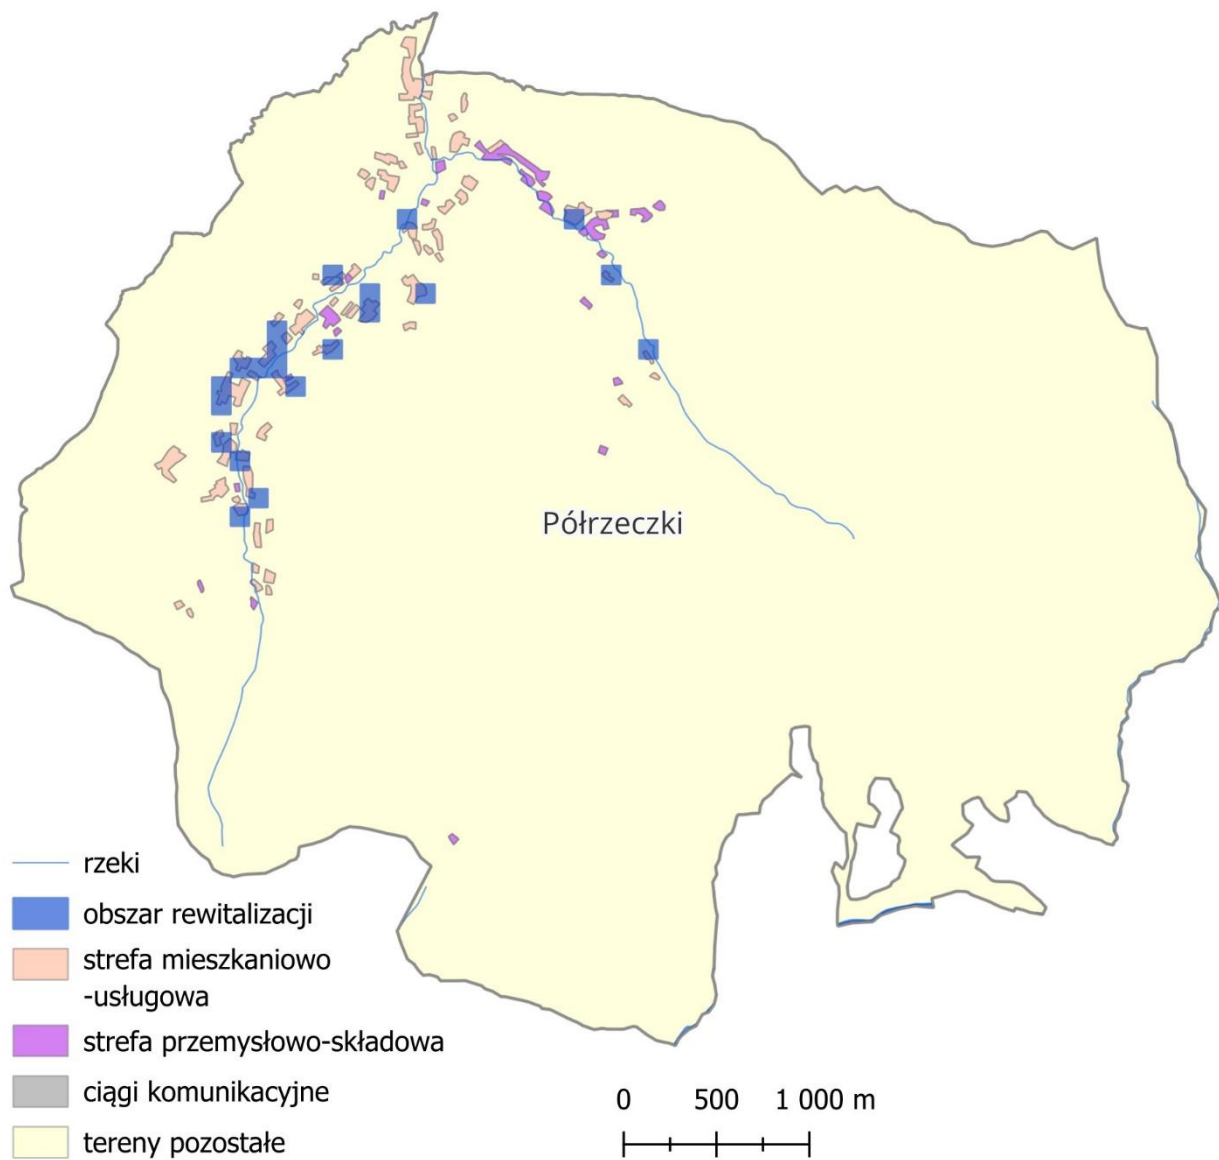 Półrzeczki
rzeki
obszar rewitalizacji
strefa mieszkaniowo
-usługowa
strefa przemysłowo-składowa
ciągi komunikacyjne
tereny pozostałe
0 500 1 000 m